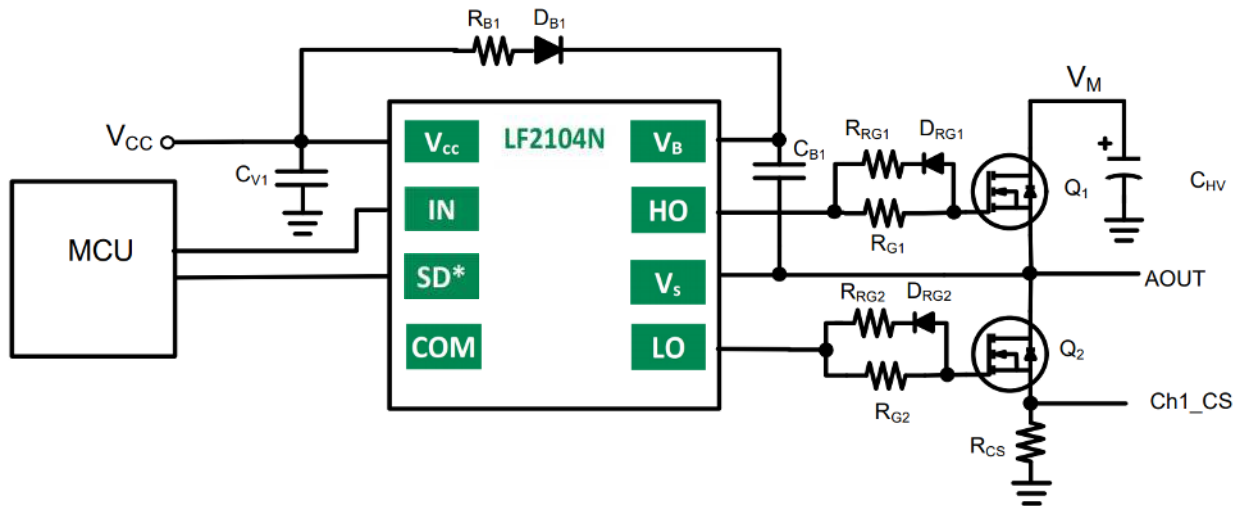 RB1 DB1
VM
VCC
Vcc LF2104N VB
CV1
CB1
RRG1 DRG1
Q1
CHV
MCU
IN HO
RG1
SD* Vs
AOUT
RRG2 DRG2
COM LO
Q2
RG2
Ch1_CS
RCS
+